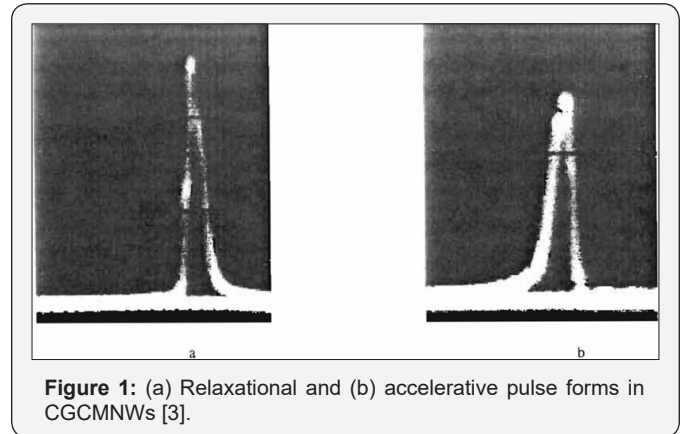 a
b
Figure 1: (a) Relaxational and (b) accelerative pulse forms in
CGCMNWs [3].